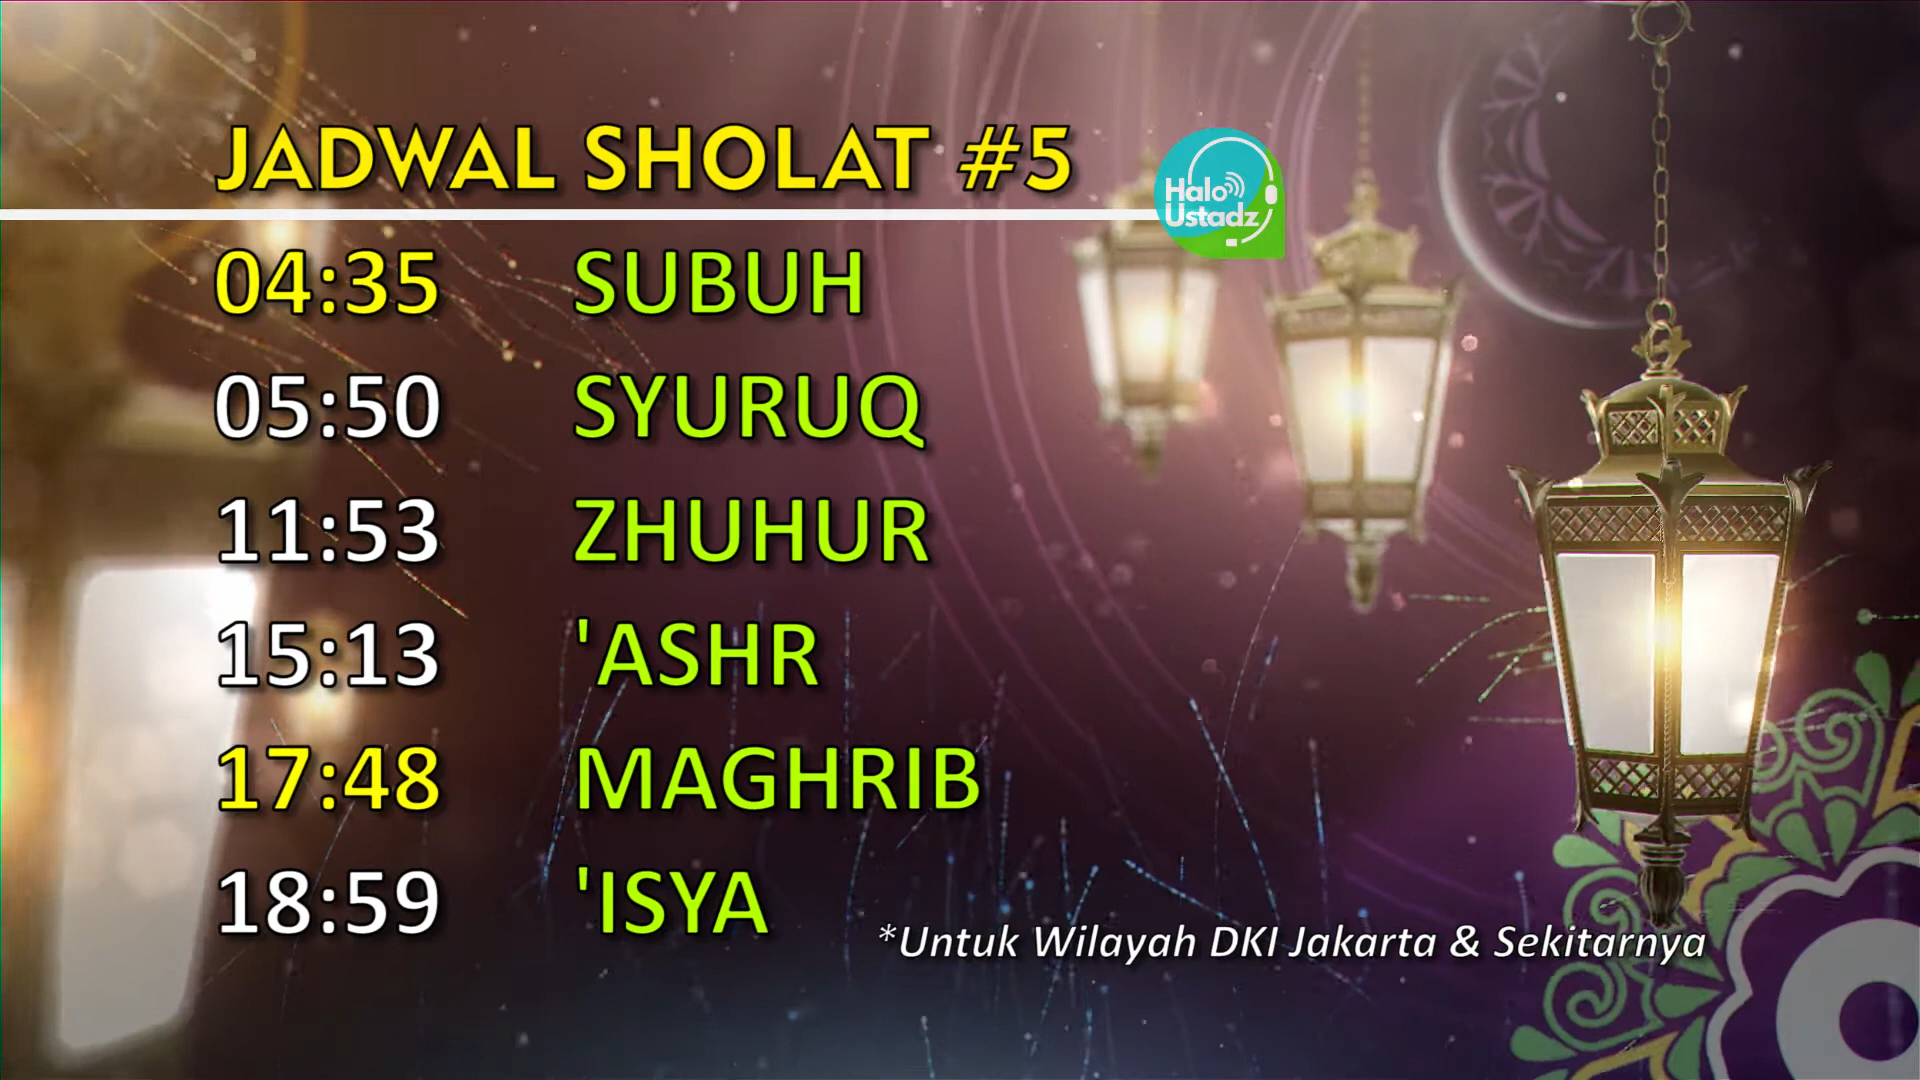 JADWAL SHOLAT #5
Halo
Ustadz
04:35 SUBUH
05:50 SYURUQ
11:53 ZHUHUR
15:13 'ASHR
17:48 MAGHRIB
18:59 'ISYA
*Untuk Wilayah DKI Jakarta & Sekitarnya